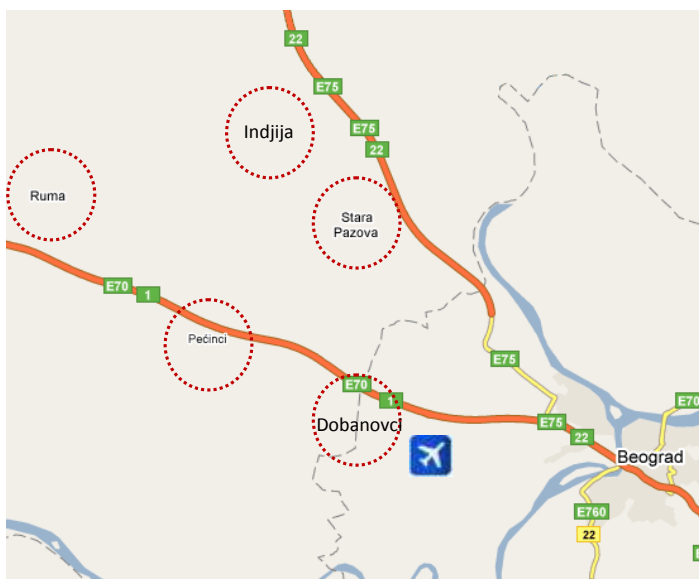 22
E75
E75
22
Indjija
Ruma
Stara
Pazova
E70
1
Pećinci
E75
E70
1
Dobanovci
E70
E75
22
Beograd
E760
22